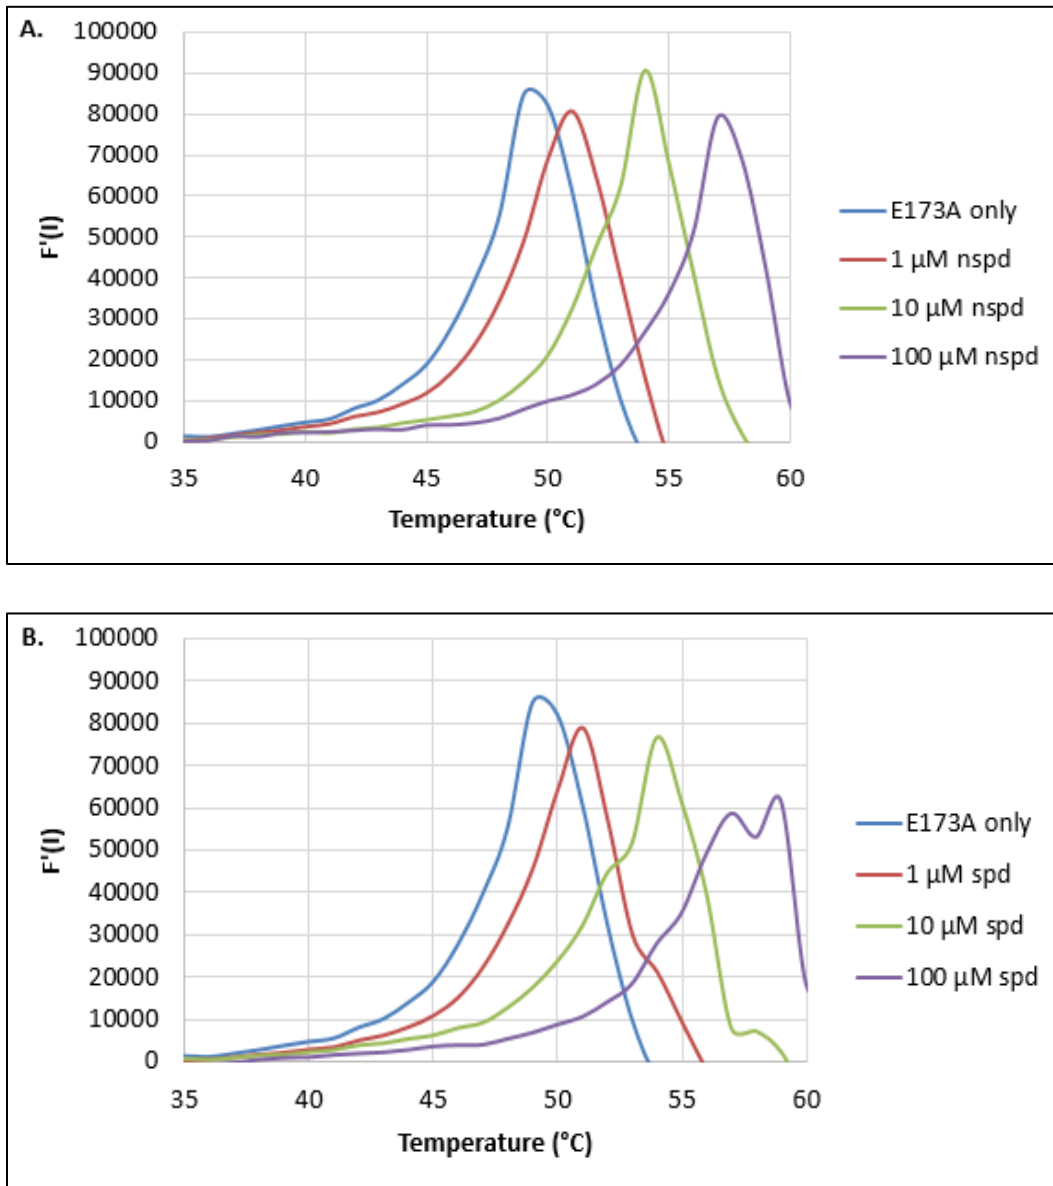 A.
100000
90000
80000
70000
60000
50000
40000
30000
20000
10000
0
F'(I)
35 40 45 50 55 60
Temperature (°C)
E173A only
1 µM nspd
10 µM nspd
100 µM nspd
B.
100000
90000
80000
70000
60000
50000
40000
30000
20000
10000
0
F'(I)
35 40 45 50 55 60
Temperature (°C)
E173A only
1 µM spd
10 µM spd
100 µM spd